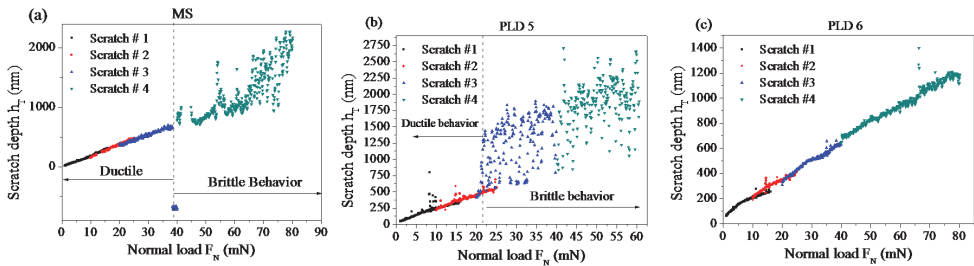 (a)
MS
Scratch depth h_T (nm)
2200
1000
0
Scratch # 1
Scratch # 2
Scratch # 3
Scratch # 4
Ductile
Brittle Behavior
0 10 20 30 40 50 60 70 80 90
Normal load F_N (mN)
(b)
PLD 5
Scratch depth h_T (nm)
2750
2500
2250
2000
1750
1500
1250
1000
750
500
250
0
Scratch #1
Scratch #2
Scratch #3
Scratch #4
Ductile behavior
Brittle behavior
0 5 10 15 20 25 30 35 40 45 50 55 60
Normal load F_N (mN)
(c)
PLD 6
Scratch depth h_T (nm)
1400
1200
1000
800
600
400
200
0
Scratch #1
Scratch #2
Scratch #3
Scratch #4
0 10 20 30 40 50 60 70 80
Normal load F_N (mN)